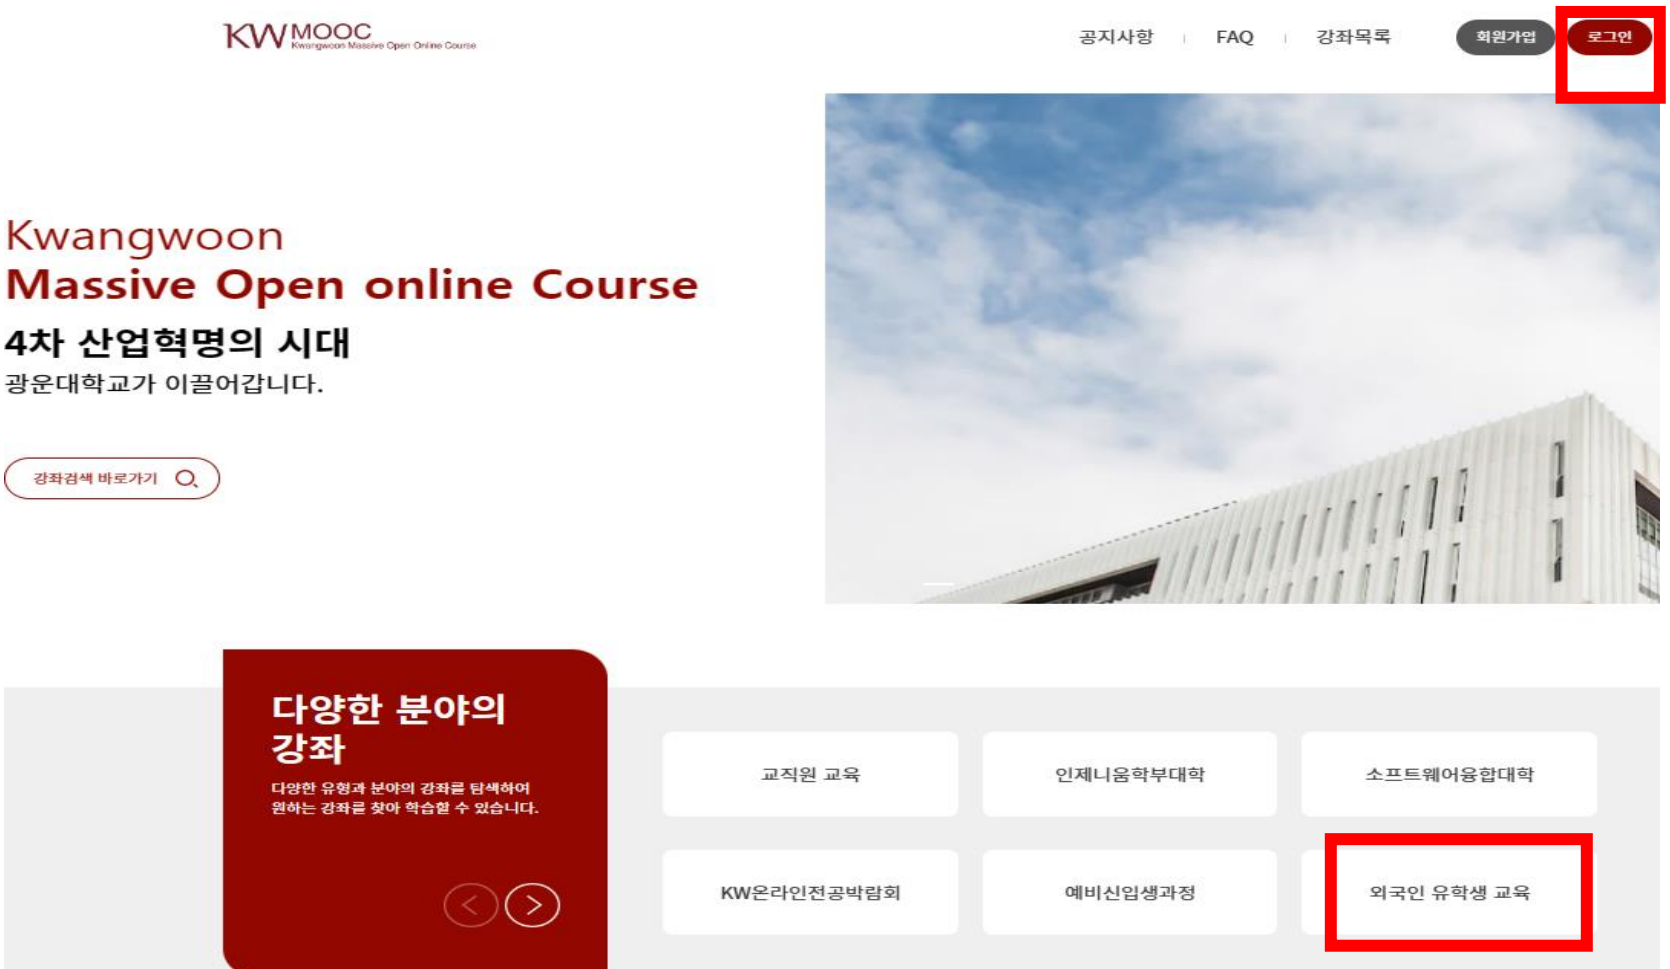 KWMOOC
Kwangwoon Massive Open Online Course
공지사항
FAQ
강좌목록
회원가입
로그인
Kwangwoon
Massive Open online Course
4차 산업혁명의 시대
광운대학교가 이끌어갑니다.
강좌검색 바로가기
다양한 분야의
강좌
다양한 유형과 분야의 강좌를 탐색하여
원하는 강좌를 찾아 학습할 수 있습니다.
교직원 교육
인제니움학부대학
소프트웨어융합대학
KW온라인전공박람회
예비신입생과정
외국인 유학생 교육